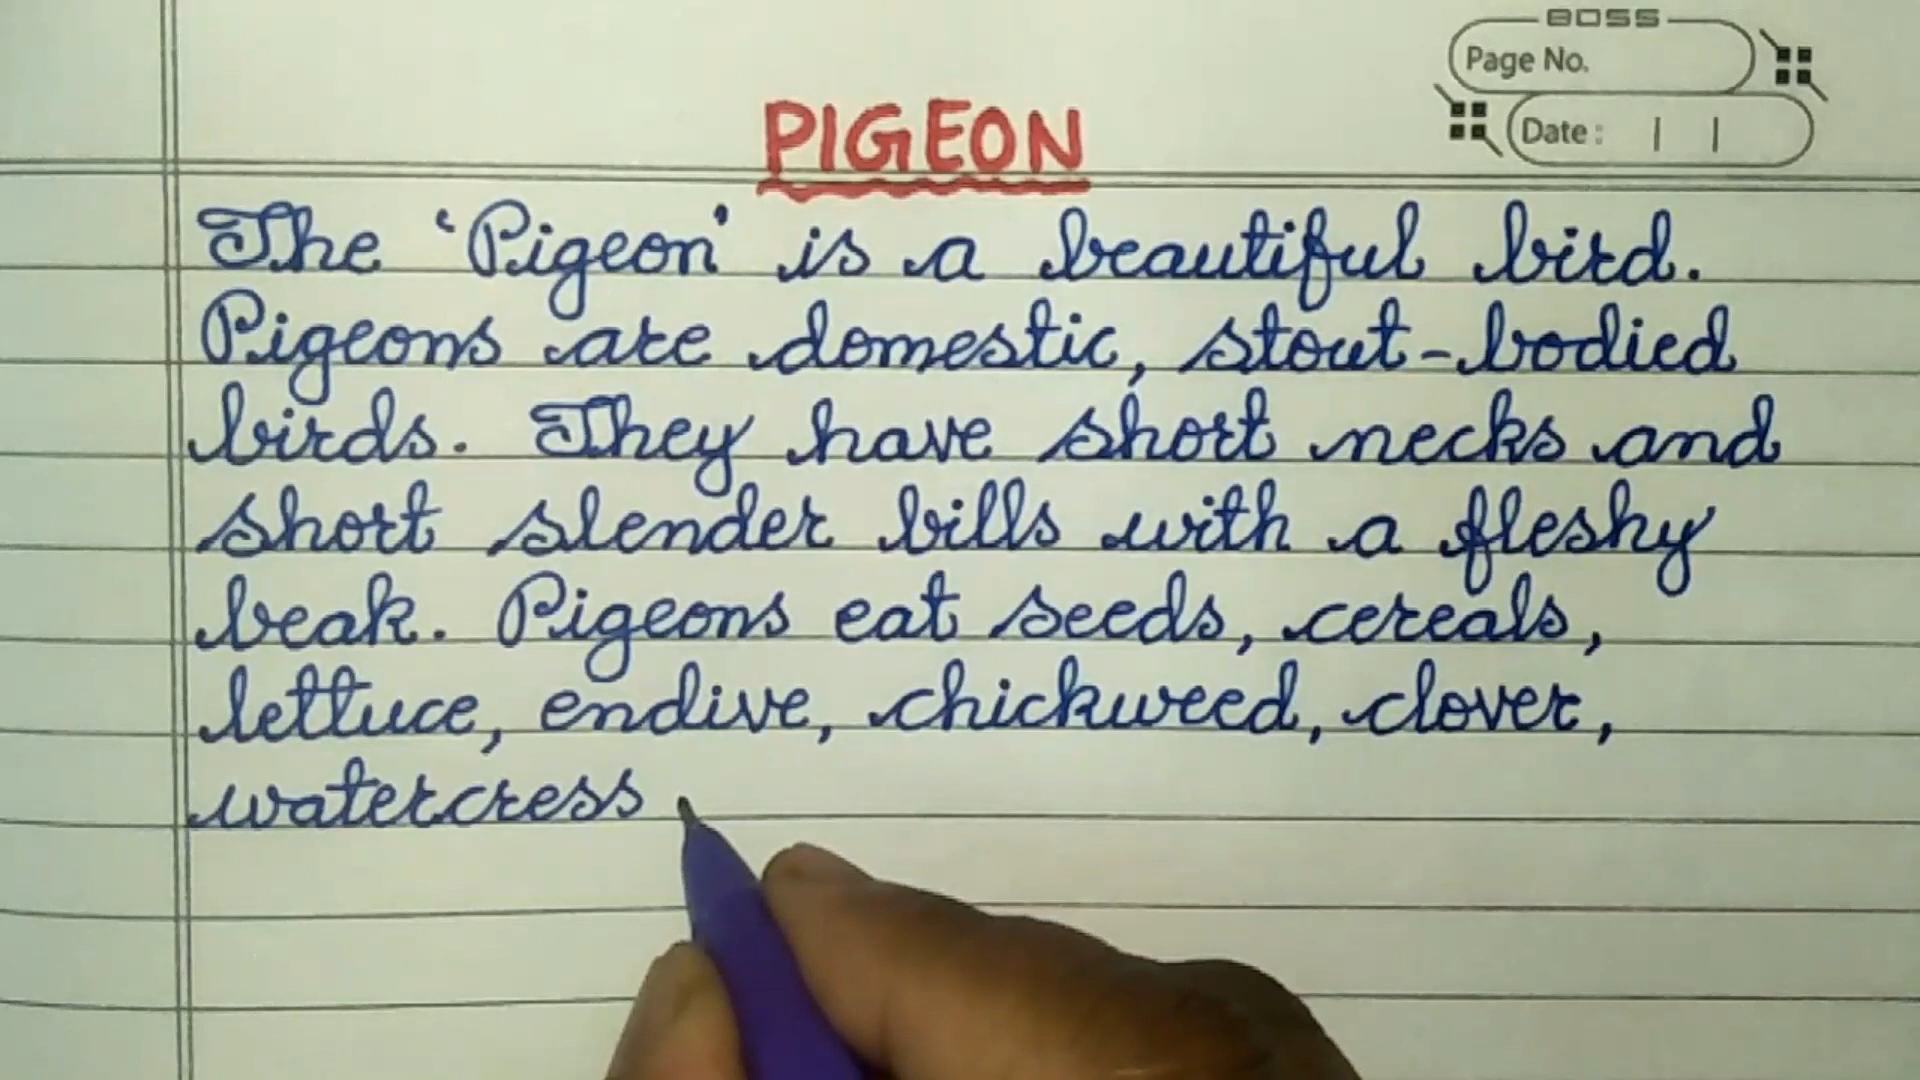 BOSS
Page No.
Date :
PIGEON
The 'Pigeon' is a beautiful bird.
Pigeons are domestic, stout-bodied
birds. They have short necks and
short slender bills with a fleshy
beak. Pigeons eat seeds, cereals,
lettuce, endive, chickweed, clover,
watercress